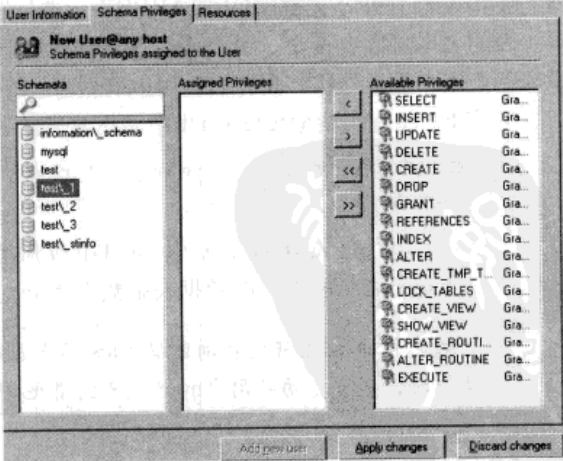 User Information Schema Privileges Resources
New User@any host
Schema Privileges assigned to the User
Schemata
Assigned Privileges
Available Privileges
information\_schema
mysql
test
test\_1
test\_2
test\_3
test\_stinfo
<
>
<<
>>
SELECT Gra...
INSERT Gra...
UPDATE Gra...
DELETE Gra...
CREATE Gra...
DROP Gra...
GRANT Gra...
REFERENCES Gra...
INDEX Gra...
ALTER Gra...
CREATE_TMP_T... Gra...
LOCK_TABLES Gra...
CREATE_VIEW Gra...
SHOW_VIEW Gra...
CREATE_ROUTI... Gra...
ALTER_ROUTINE Gra...
EXECUTE Gra...
Add new user Apply changes Discard changes